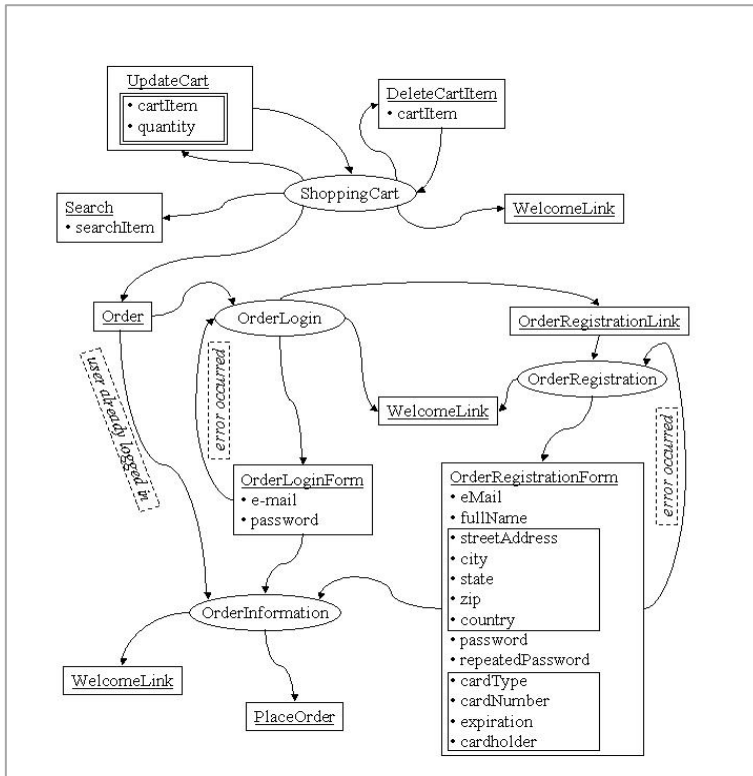 UpdateCart
• cartItem
• quantity
DeleteCartItem
• cartItem
ShoppingCart
Search
• searchItem
WelcomeLink
Order
OrderLogin
OrderRegistrationLink
user already logged in
error occurred
WelcomeLink
OrderRegistration
error occurred
OrderLoginForm
• e-mail
• password
OrderRegistrationForm
• eMail
• fullName
• streetAddress
• city
• state
• zip
• country
• password
• repeatedPassword
• cardType
• cardNumber
• expiration
• cardholder
OrderInformation
WelcomeLink
PlaceOrder